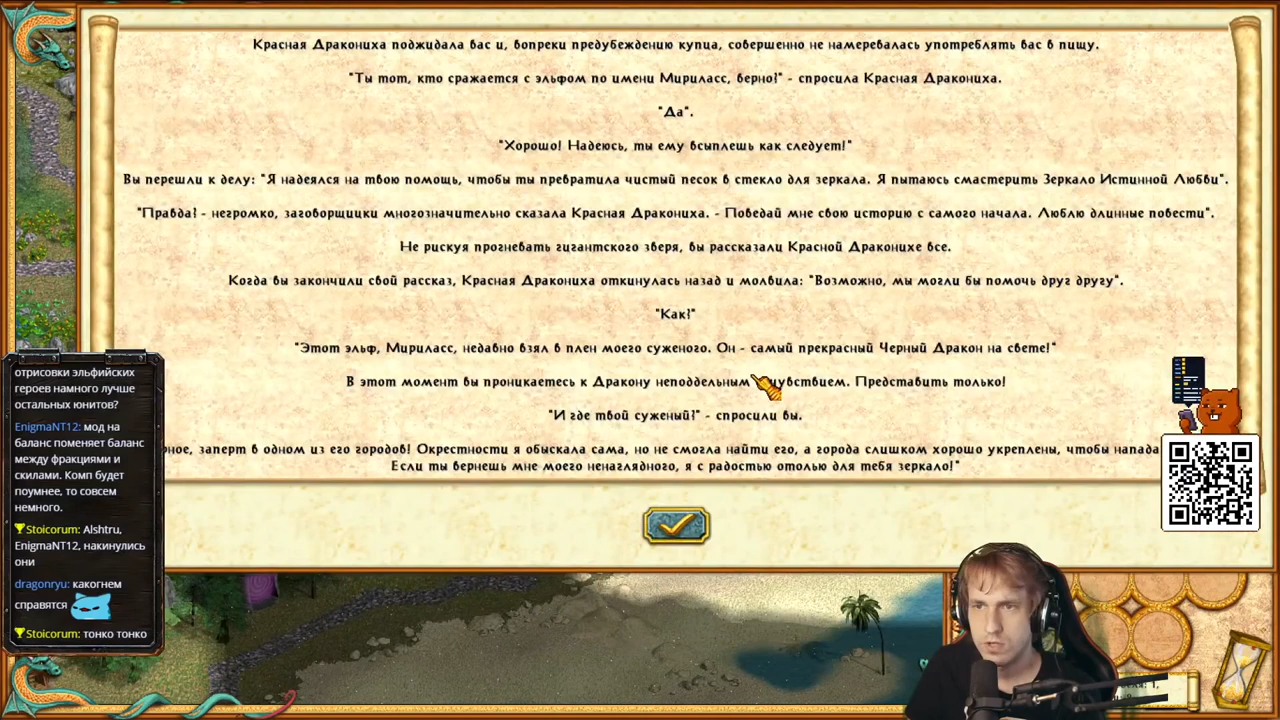 Красная Дракониха поджидала вас и, вопреки предубеждению купца, совершенно не намеревалась употреблять вас в пищу.
"Ты тот, кто сражается с эльфом по имени Мириласс, верно?" - спросила Красная Дракониха.
"Да".
"Хорошо! Надеюсь, ты ему всыплешь как следует!"
Вы перешли к делу: "Я надеялся на твою помощь, чтобы ты превратила чистый песок в стекло для зеркала. Я пытаюсь смастерить Зеркало Истинной Любви".
"Правда? - негромко, заговорщицки многозначительно сказала Красная Дракониха. - Поведай мне свою историю с самого начала. Люблю длинные повести".
Не рискуя прогневать гигантского зверя, вы рассказали Красной Драконихе все.
Когда вы закончили свой рассказ, Красная Дракониха откинулась назад и молвила: "Возможно, мы могли бы помочь друг другу".
"Как?"
"Этот эльф, Мириласс, недавно взял в плен моего суженого. Он - самый прекрасный Черный Дракон на свете!"
В этот момент вы проникаетесь к Дракону неподдельным чувствием. Представить только!
"И где твой суженый?" - спросили вы.
заперт в одном из его городов! Окрестности я обыскала сама, но не смогла найти его, а города слишком хорошо укреплены, чтобы напада
Если ты вернешь мне моего ненаглядного, я с радостью отолью для тебя зеркало!"
отрисовки эльфийских
героев намного лучше
остальных юнитов?
EnigmaNT12: мод на
баланс поменяет баланс
между фракциями и
скилами. Комп будет
поумнее, то совсем
немного.
Stoicorum: Alshtru,
EnigmaNT12, накинулись
они
dragonryu: какогнем
справятся
Stoicorum: тонко тонко